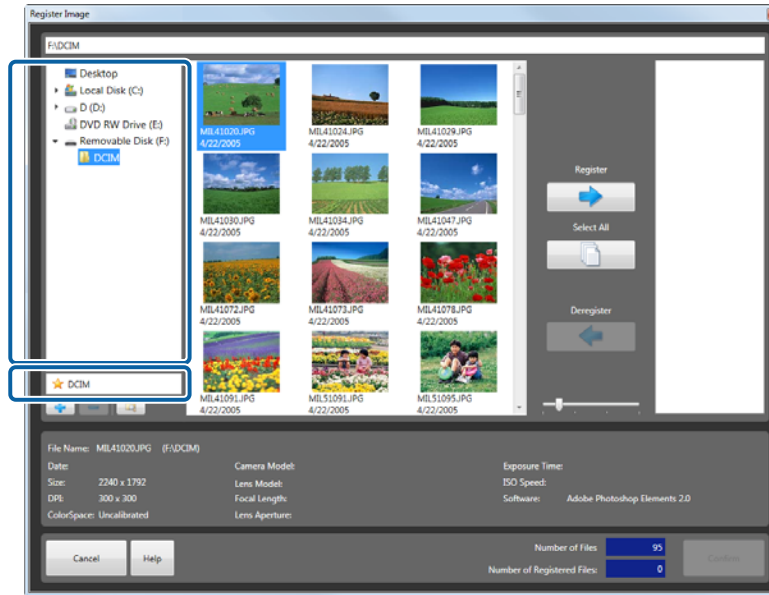 Register Image
F:\DCIM
Desktop
Local Disk (C:)
D (D:)
DVD RW Drive (E:)
Removable Disk (F:)
DCIM
MIL41020.JPG
4/22/2005
MIL41024.JPG
4/22/2005
MIL41029.JPG
4/22/2005
MIL41030.JPG
4/22/2005
MIL41034.JPG
4/22/2005
MIL41047.JPG
4/22/2005
MIL41072.JPG
4/22/2005
MIL41073.JPG
4/22/2005
MIL41078.JPG
4/22/2005
MIL41091.JPG
4/22/2005
MIL51091.JPG
4/22/2005
MIL51095.JPG
4/22/2005
Register
Select All
Deregister
DCIM
File Name: MIL41020.JPG (F:\DCIM)
Date:
Size: 2240 x 1792
DPI: 300 x 300
ColorSpace: Uncalibrated
Camera Model:
Lens Model:
Focal Length:
Lens Aperture:
Exposure Time:
ISO Speed:
Software: Adobe Photoshop Elements 2.0
Cancel
Help
Number of Files 95
Number of Registered Files: 0
Confirm